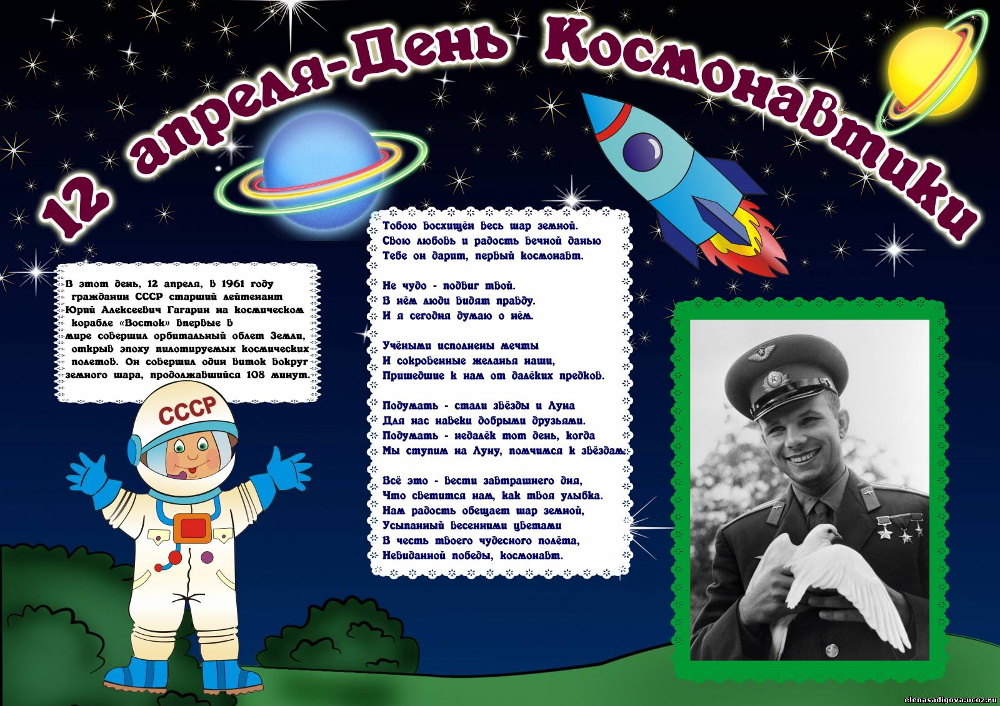 12 апреля-День Космонавтики
В этот день, 12 апреля, в 1961 году
гражданин СССР старший лейтенант
Юрий Алексеевич Гагарин на космическом
корабле «Восток» впервые в
мире совершил орбитальный облет Земли,
открыв эпоху пилотируемых космических
полетов. Он совершил один виток вокруг
земного шара, продолжавшийся 108 минут.
СССР
Тобою восхищён весь шар земной.
Свою любовь и радость вечной данью
Тебе он дарит, первый космонавт.
Не чудо - подвиг твой.
В нём люди видят правду.
И я сегодня думаю о нём.
Учёными исполнены мечты
И сокровенные желанья наши,
Пришедшие к нам от далёких предков.
Подумать - стали звёзды и Луна
Для нас навеки добрыми друзьями.
Подумать - недалёк тот день, когда
Мы ступим на Луну, помчимся к звёздам.
Всё это - вести завтрашнего дня,
Что светится нам, как твоя улыбка.
Нам радость обещает шар земной,
Усыпанный весенними цветами
В честь твоего чудесного полёта,
Невиданной победы, космонавт.
elenasadigova.ucoz.ru